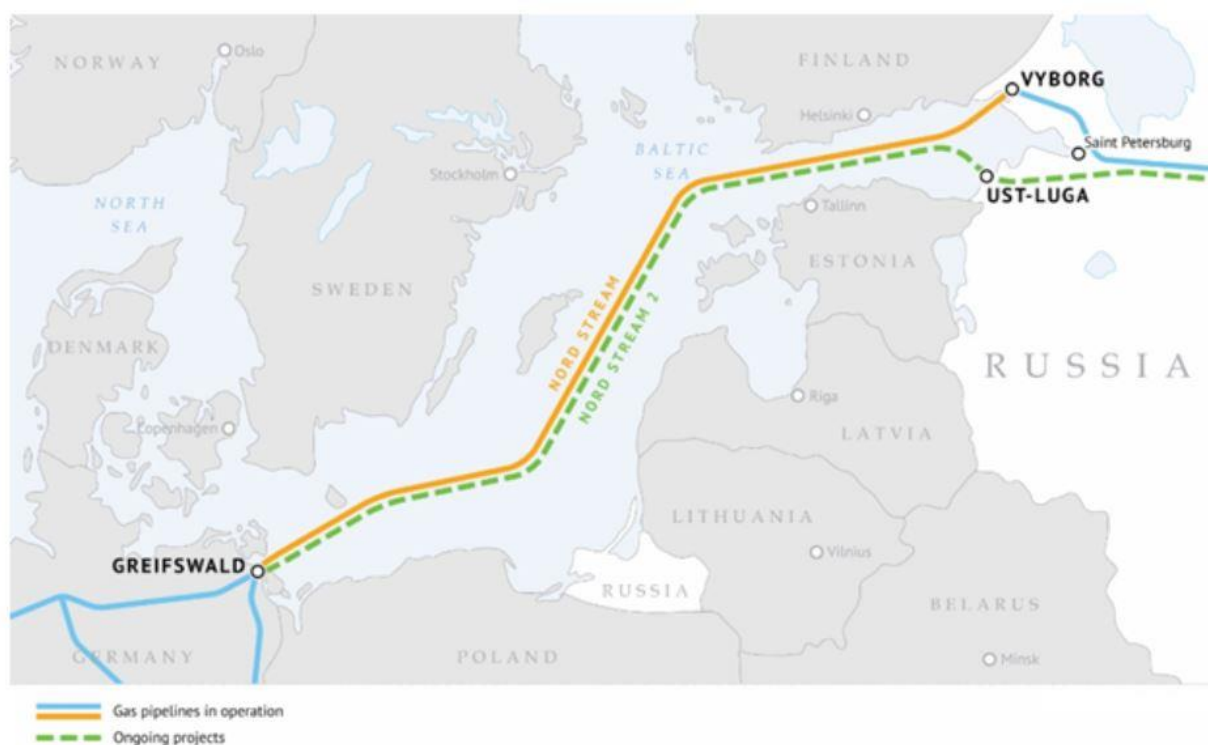 NORWAY
Oslo
FINLAND
VYBORG
Helsinki
Saint Petersburg
BALTIC
SEA
Stockholm
UST-LUGA
NORTH
SEA
Tallinn
ESTONIA
SWEDEN
NORD STREAM
NORD STREAM 2
DENMARK
RUSSIA
Riga
LATVIA
Copenhagen
LITHUANIA
Vilnius
GREIFSWALD
RUSSIA
BELARUS
GERMANY
POLAND
Minsk
Gas pipelines in operation
Ongoing projects